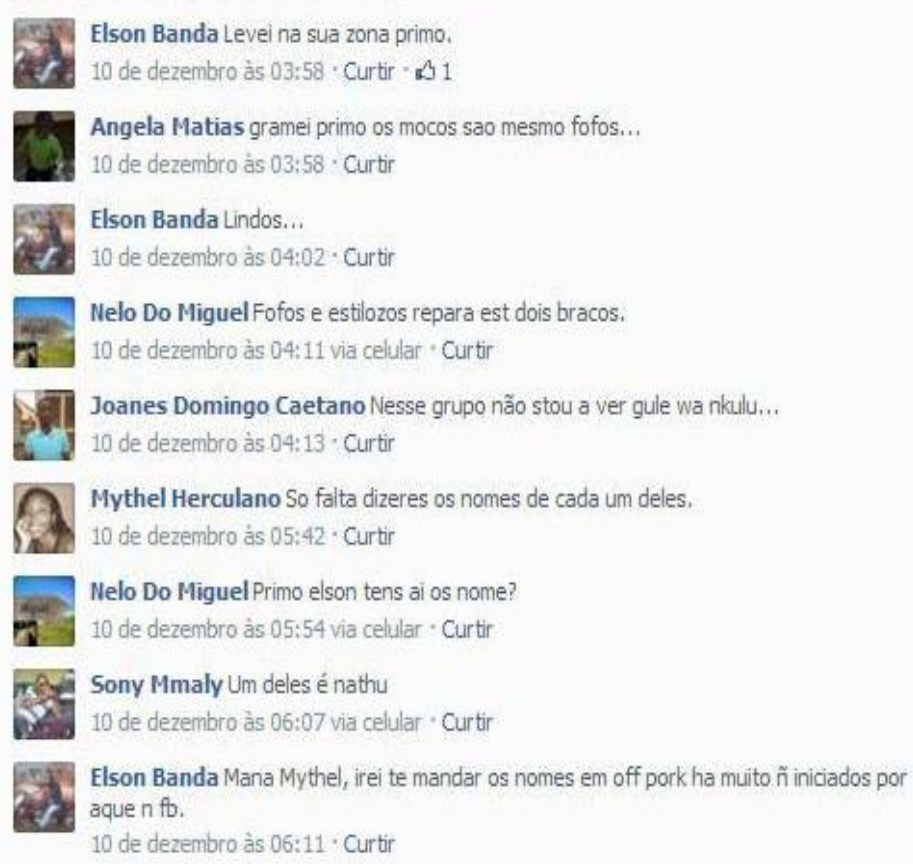 Elson Banda Levei na sua zona primo.
10 de dezembro às 03:58 · Curtir · 1
Angela Matias gramei primo os mocos sao mesmo fofos...
10 de dezembro às 03:58 · Curtir
Elson Banda Lindos...
10 de dezembro às 04:02 · Curtir
Nelo Do Miguel Fofos e estilozos repara est dois bracos.
10 de dezembro às 04:11 via celular · Curtir
Joanes Domingo Caetano Nesse grupo não stou a ver gule wa nkulu...
10 de dezembro às 04:13 · Curtir
Mythel Herculano So falta dizeres os nomes de cada um deles.
10 de dezembro às 05:42 · Curtir
Nelo Do Miguel Primo elson tens ai os nome?
10 de dezembro às 05:54 via celular · Curtir
Sony Mmaly Um deles é nathu
10 de dezembro às 06:07 via celular · Curtir
Elson Banda Mana Mythel, irei te mandar os nomes em off pork ha muito ñ iniciados por
aque n fb.
10 de dezembro às 06:11 · Curtir